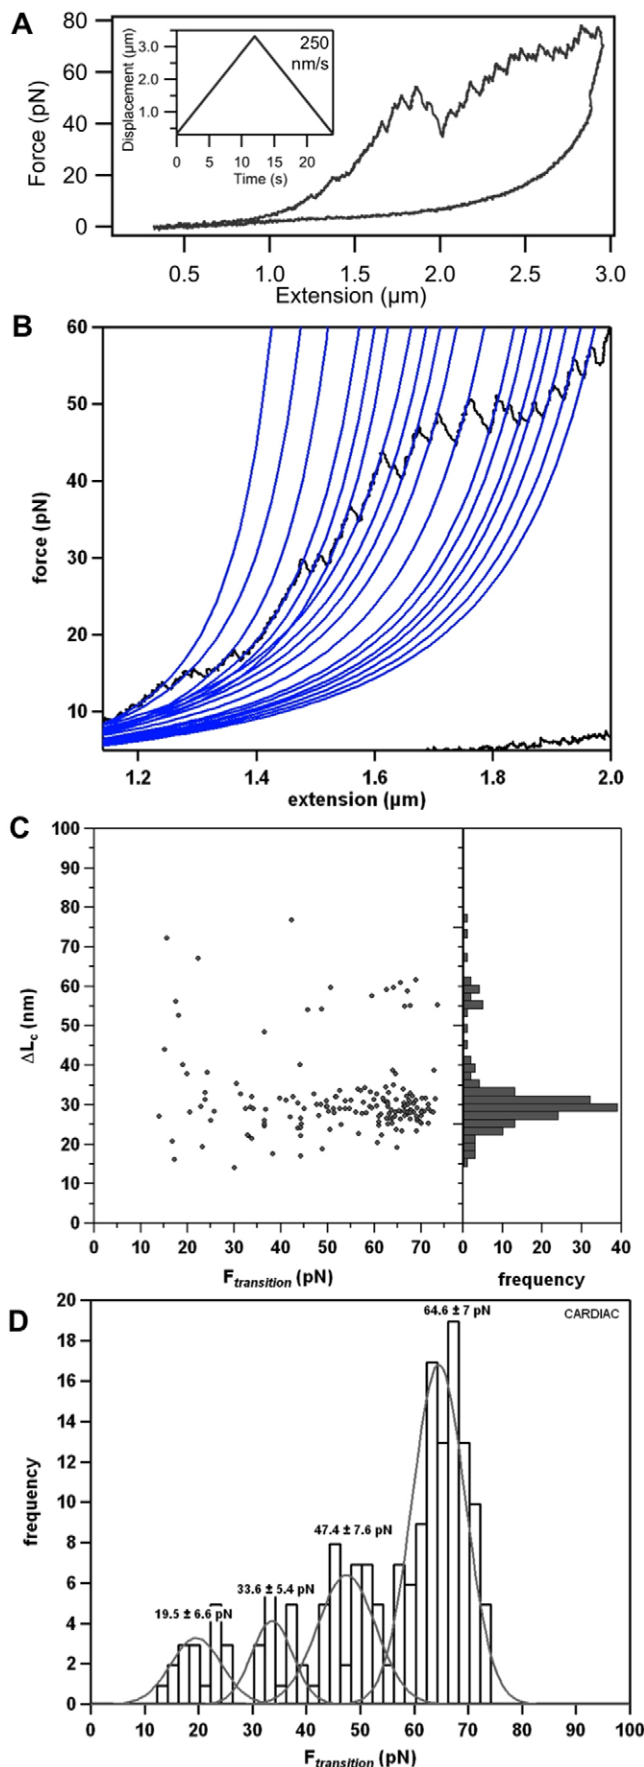 A
80
60
40
20
0
Force (pN)
Displacement (µm)
3.0
2.0
1.0
250
nm/s
0 5 10 15 20
Time (s)
0.5 1.0 1.5 2.0 2.5 3.0
Extension (µm)
B
60
50
40
30
20
10
force (pN)
1.2 1.4 1.6 1.8 2.0
extension (µm)
C
100
90
80
70
60
50
40
30
20
10
0
ΔLc (nm)
0 10 20 30 40 50 60 70 0 10 20 30 40
Ftransition (pN) frequency
D
20
18
16
14
12
10
8
6
4
2
0
frequency
64.6 ± 7 pN
CARDIAC
47.4 ± 7.6 pN
33.6 ± 5.4 pN
19.5 ± 6.6 pN
0 10 20 30 40 50 60 70 80 90 100
Ftransition (pN)